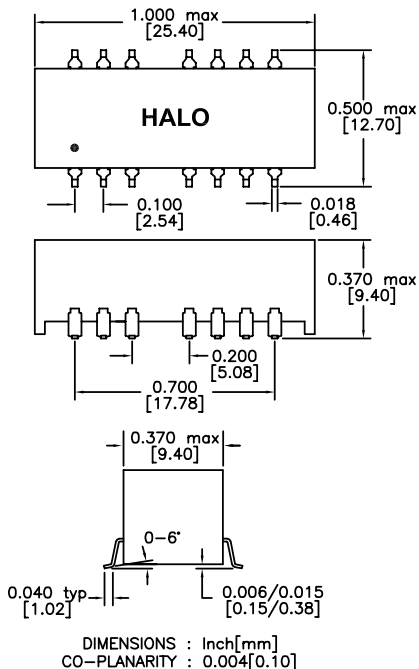 1.000 max
[25.40]
HALO
0.500 max
[12.70]
0.100
[2.54]
0.018
[0.46]
0.370 max
[9.40]
0.200
[5.08]
0.700
[17.78]
0.370 max
[9.40]
0-6°
0.040 typ
[1.02]
0.006/0.015
[0.15/0.38]
DIMENSIONS : Inch[mm]
CO-PLANARITY : 0.004[0.10]